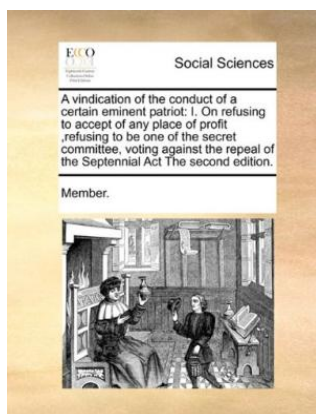 ECCO
Social Sciences
A vindication of the conduct of a
certain eminent patriot: I. On refusing
to accept of any place of profit
,refusing to be one of the secret
committee, voting against the repeal of
the Septennial Act The second edition.
Member.